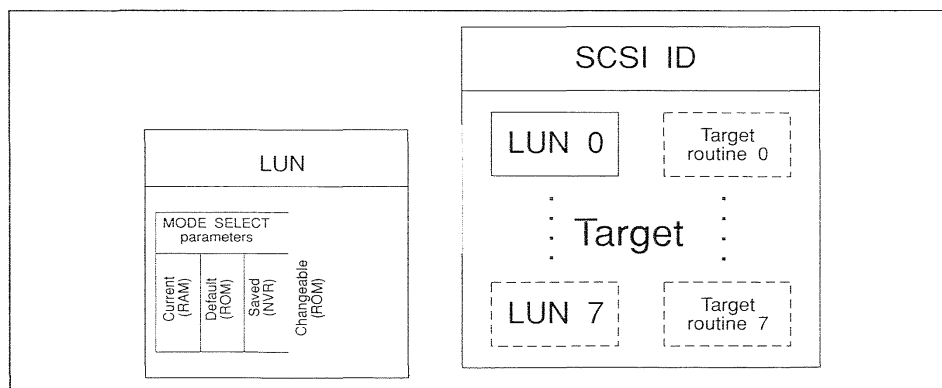 SCSI ID
LUN 0
Target
routine 0
Target
LUN 7
Target
routine 7
LUN
MODE SELECT
parameters
Current
(RAM)
Default
(ROM)
Saved
(NVR)
Changeable
(ROM)